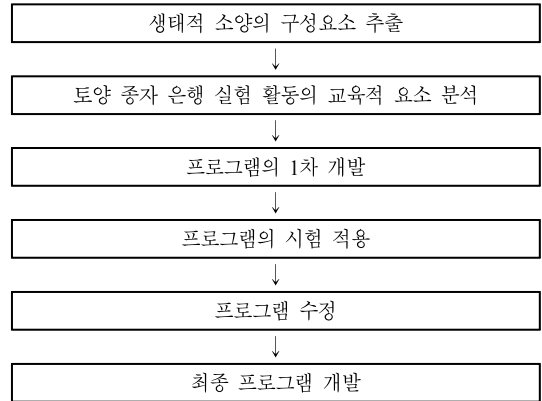 생태적 소양의 구성요소 추출
↓
토양 종자 은행 실험 활동의 교육적 요소 분석
↓
프로그램의 1차 개발
↓
프로그램의 시험 적용
↓
프로그램 수정
↓
최종 프로그램 개발